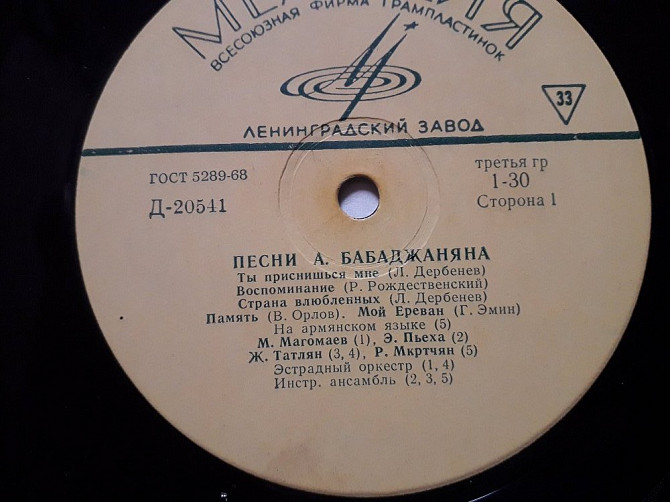 ВСЕСОЮЗНАЯ ФИРМА ГРАМПЛАСТИНОК
33
ЛЕНИНГРАДСКИЙ ЗАВОД
ГОСТ 5289-68
третья гр
Д-20541
1-30
Сторона 1
ПЕСНИ А. БАБАДЖАНЯНА
Ты приснишься мне (Л. Дербенев)
Воспоминание (Р. Рождественский)
Страна влюбленных (Л. Дербенев)
Память (В. Орлов). Мой Ереван (Г. Эмин)
На армянском языке (5)
М. Магомаев (1), Э. Пьеха (2)
Ж. Татлян (3, 4), Р. Мкртчян (5)
Эстрадный оркестр (1, 4)
Инстр. ансамбль (2, 3, 5)